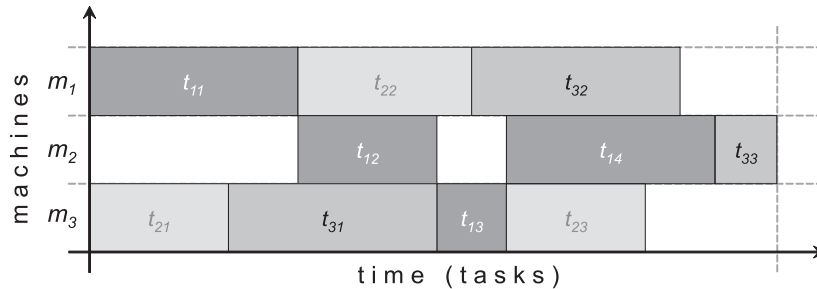 m1 t11 t22 t32
m2 t12 t14 t33
m3 t21 t31 t13 t23
machines
time (tasks)